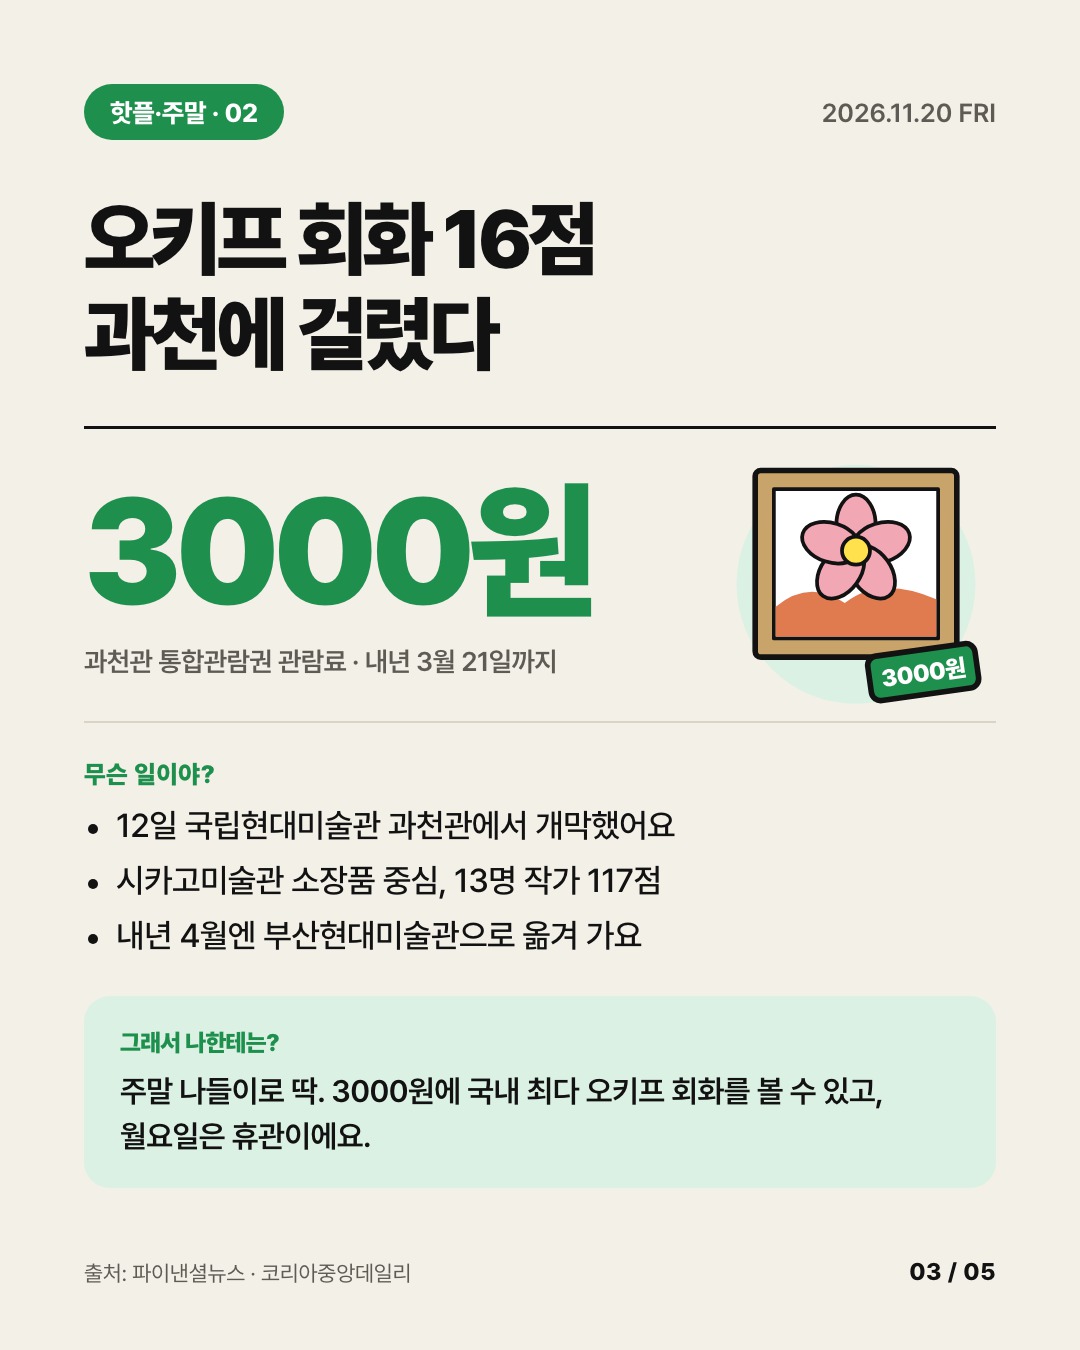 핫플·주말 · 02
2026.11.20 FRI
오키프 회화 16점
과천에 걸렸다
3000원
과천관 통합관람권 관람료 · 내년 3월 21일까지
3000원
무슨 일이야?
• 12일 국립현대미술관 과천관에서 개막했어요
• 시카고미술관 소장품 중심, 13명 작가 117점
• 내년 4월엔 부산현대미술관으로 옮겨 가요
그래서 나한테는?
주말 나들이로 딱. 3000원에 국내 최다 오키프 회화를 볼 수 있고,
월요일은 휴관이에요.
출처: 파이낸셜뉴스 · 코리아중앙데일리
03 / 05